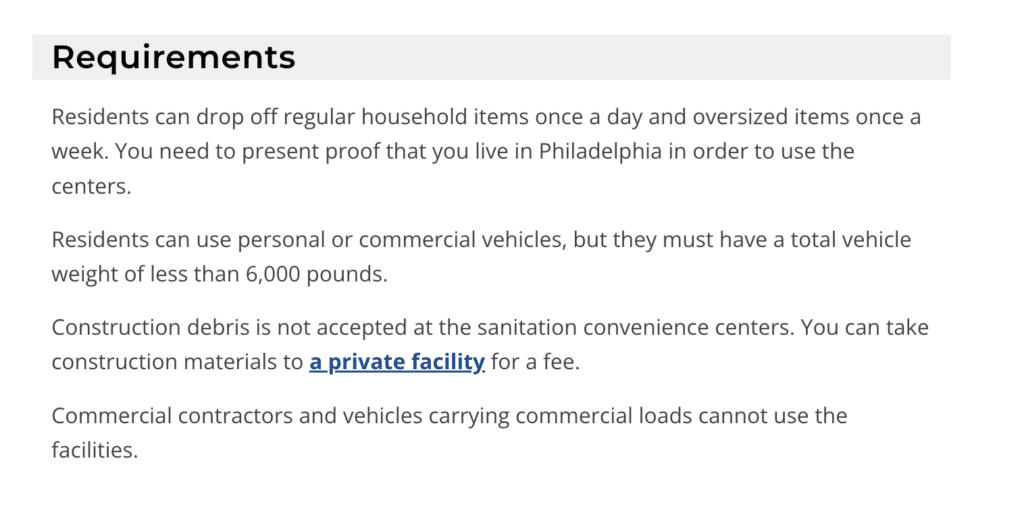 Requirements
Residents can drop off regular household items once a day and oversized items once a
week. You need to present proof that you live in Philadelphia in order to use the
centers.
Residents can use personal or commercial vehicles, but they must have a total vehicle
weight of less than 6,000 pounds.
Construction debris is not accepted at the sanitation convenience centers. You can take
construction materials to a private facility for a fee.
Commercial contractors and vehicles carrying commercial loads cannot use the
facilities.